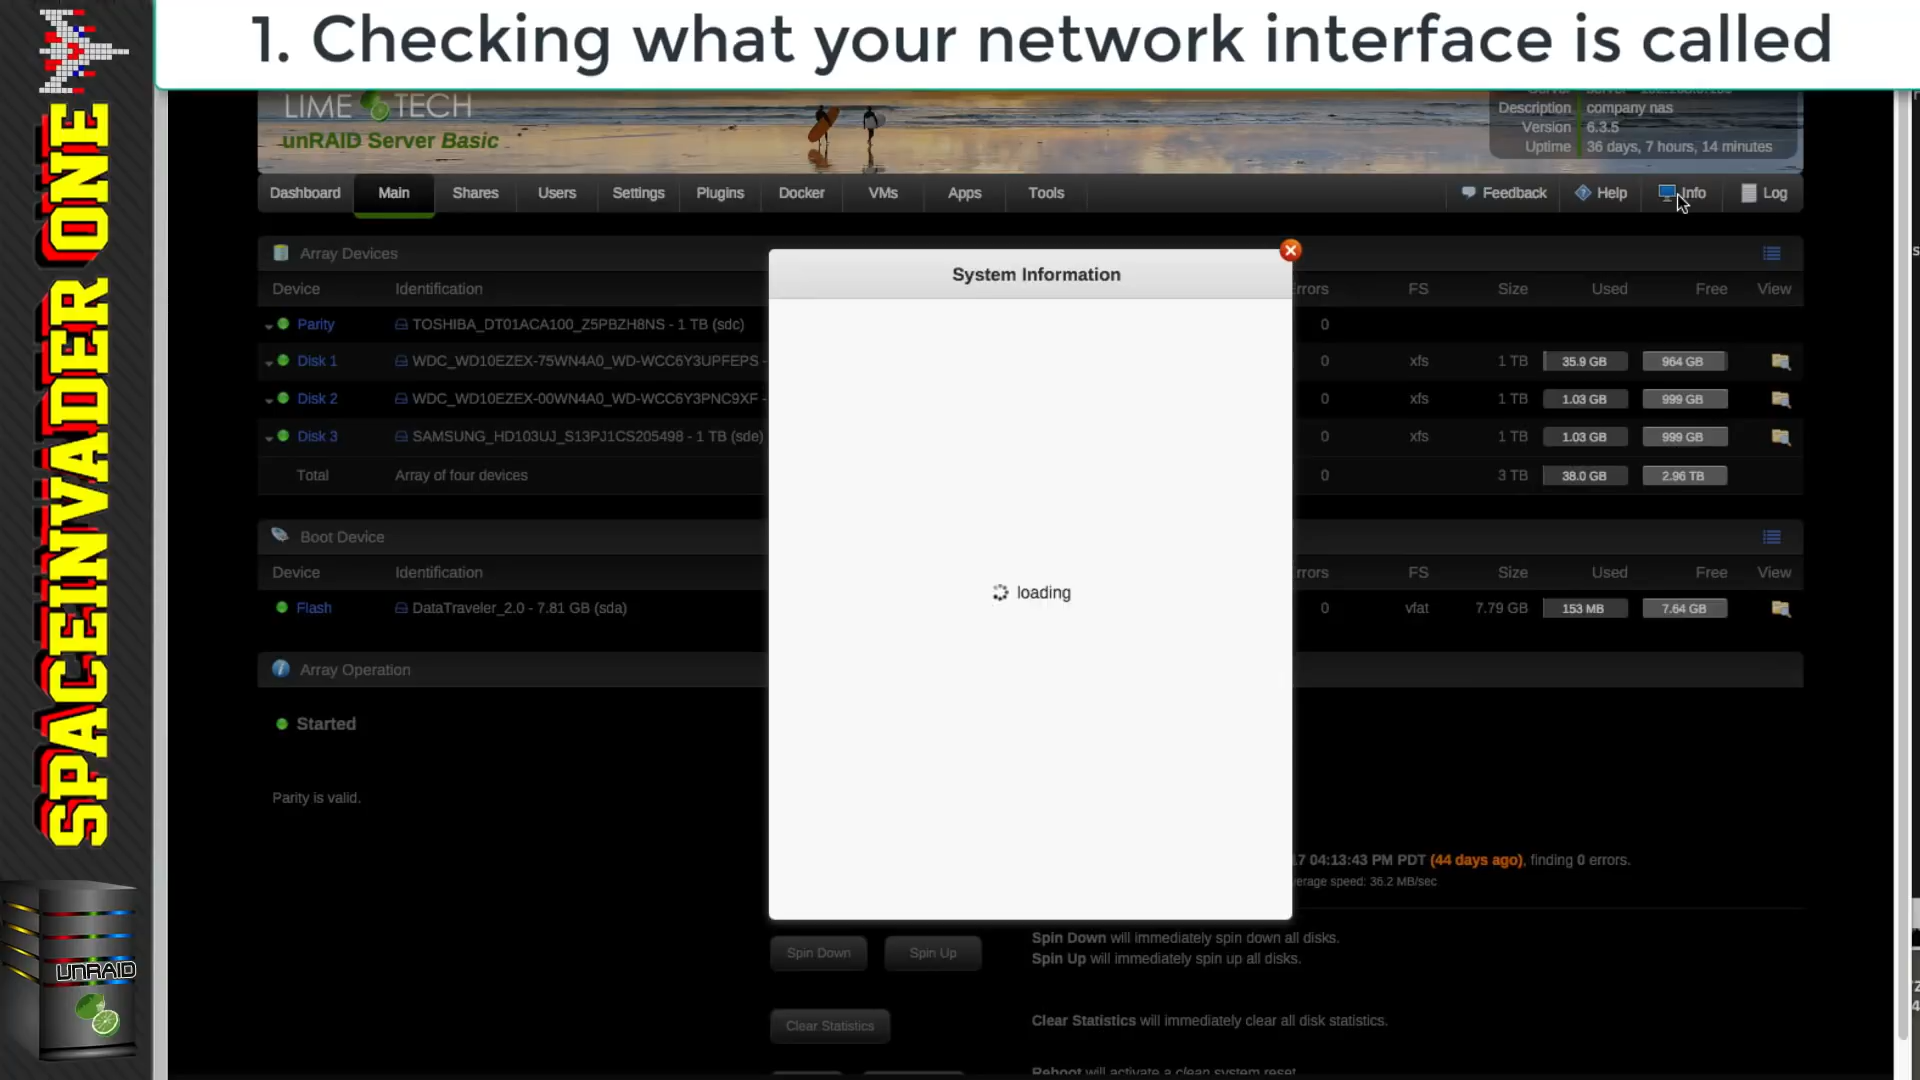 1. Checking what your network interface is called
SPACEINVADER ONE
LIME TECH
unRAID Server Basic
Description company nas
Version 6.3.5
Uptime 36 days, 7 hours, 14 minutes
Dashboard Main Shares Users Settings Plugins Docker VMs Apps Tools Feedback Help Info Log
Array Devices
System Information
Device Identification rrors FS Size Used Free View
Parity TOSHIBA_DT01ACA100_Z5PBZH8NS - 1 TB (sdc) 0
Disk 1 WDC_WD10EZEX-75WN4A0_WD-WCC6Y3UPFEPS - 0 xfs 1 TB 35.9 GB 964 GB
Disk 2 WDC_WD10EZEX-00WN4A0_WD-WCC6Y3PNC9XF - 0 xfs 1 TB 1.03 GB 999 GB
Disk 3 SAMSUNG_HD103UJ_S13PJ1CS205498 - 1 TB (sde) 0 xfs 1 TB 1.03 GB 999 GB
Total Array of four devices 0 3 TB 38.0 GB 2.96 TB
Boot Device
Device Identification rrors FS Size Used Free View
Flash DataTraveler_2.0 - 7.81 GB (sda) 0 vfat 7.79 GB 153 MB 7.64 GB
loading
Array Operation
Started
Parity is valid.
7 04:13:43 PM PDT (44 days ago), finding 0 errors.
erage speed: 36.2 MB/sec
Spin Down Spin Up Spin Down will immediately spin down all disks.
Spin Up will immediately spin up all disks.
Clear Statistics Clear Statistics will immediately clear all disk statistics.
Reboot will activate a clean system reset
UNRAID